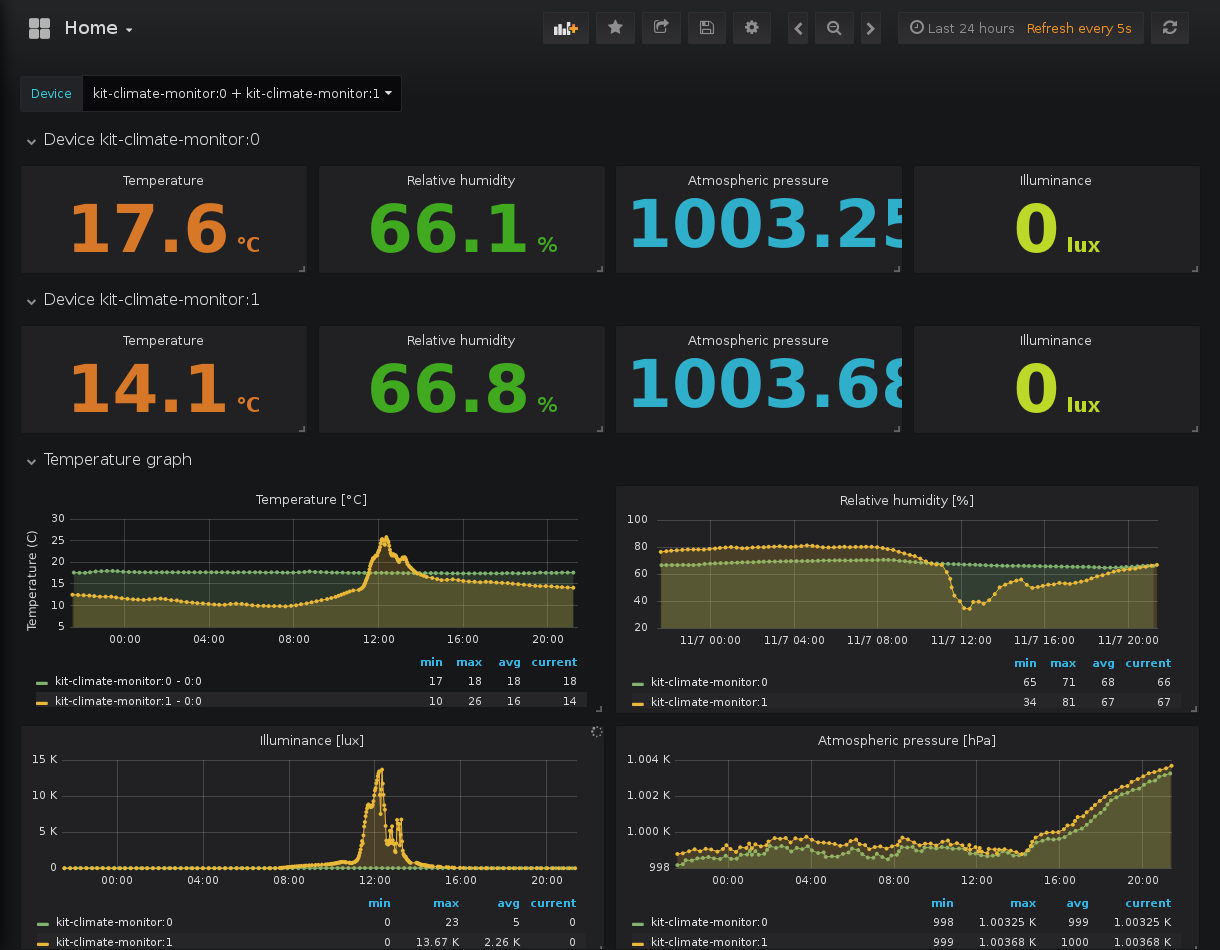 Home
Last 24 hours Refresh every 5s
Device kit-climate-monitor:0 + kit-climate-monitor:1
Device kit-climate-monitor:0
Temperature Relative humidity Atmospheric pressure Illuminance
17.6 °C 66.1 % 1003.25 0 lux
Device kit-climate-monitor:1
Temperature Relative humidity Atmospheric pressure Illuminance
14.1 °C 66.8 % 1003.68 0 lux
Temperature graph
Temperature [°C]
Temperature (C)
30
25
20
15
10
5
00:00 04:00 08:00 12:00 16:00 20:00
min max avg current
kit-climate-monitor:0 - 0:0 17 18 18 18
kit-climate-monitor:1 - 0:0 10 26 16 14
Relative humidity [%]
100
80
60
40
20
11/7 00:00 11/7 04:00 11/7 08:00 11/7 12:00 11/7 16:00 11/7 20:00
min max avg current
kit-climate-monitor:0 65 71 68 66
kit-climate-monitor:1 34 81 67 67
Illuminance [lux]
15 K
10 K
5 K
0
00:00 04:00 08:00 12:00 16:00 20:00
min max avg current
kit-climate-monitor:0 0 23 5 0
kit-climate-monitor:1 0 13.67 K 2.26 K 0
Atmospheric pressure [hPa]
1.004 K
1.002 K
1.000 K
998
00:00 04:00 08:00 12:00 16:00 20:00
min max avg current
kit-climate-monitor:0 998 1.00325 K 999 1.00325 K
kit-climate-monitor:1 999 1.00368 K 1000 1.00368 K